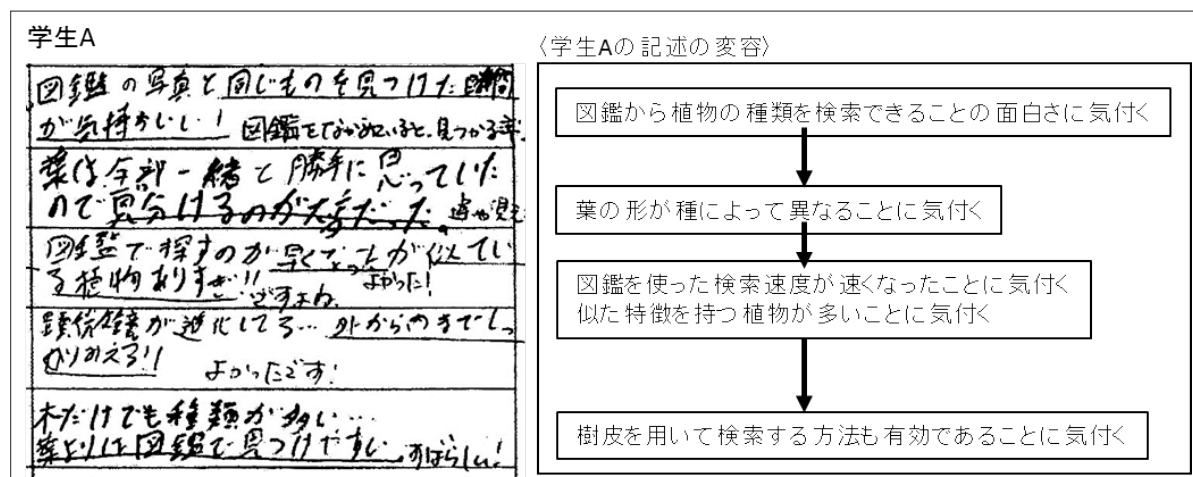 学生A
図鑑の写真と同じものを見つけた瞬間
が気持ちいい! 図鑑をながめていると、見つかる
葉は全部一緒と勝手に思っていた
ので見分けるのが大変だった。
図鑑で探すのが早くなったが似てい
る植物ありすぎ!! ですよね。 よかった!
顕微鏡が進化してる…外から内までしっ
かりみえる!! よかったです!
木だけでも種類が多い…
葉よりは図鑑で見つけやすい。すばらしい!
〈学生Aの記述の変容〉
図鑑から植物の種類を検索できることの面白さに気付く
葉の形が種によって異なることに気付く
図鑑を使った検索速度が速くなったことに気付く
似た特徴を持つ植物が多いことに気付く
樹皮を用いて検索する方法も有効であることに気付く